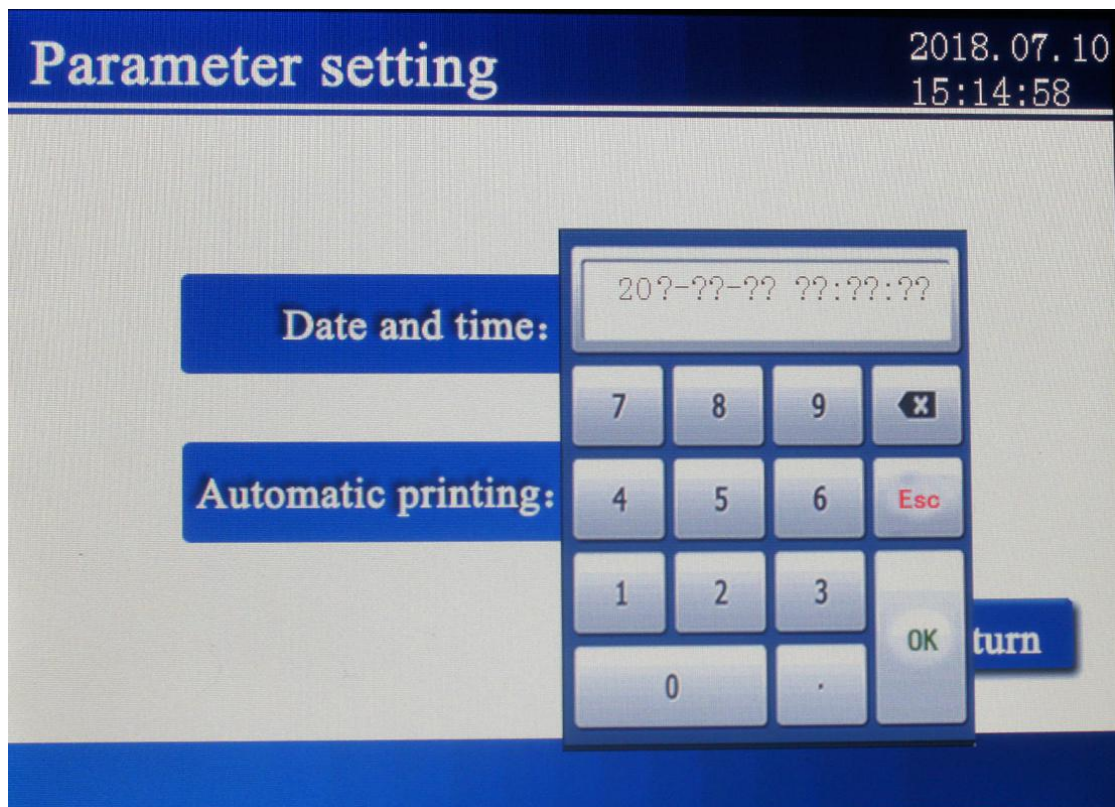 Parameter setting
2018.07.10
15:14:58
20?-??-?? ??:??:??
Date and time:
7 8 9
Automatic printing:
4 5 6 Esc
1 2 3
OK
turn
0 .